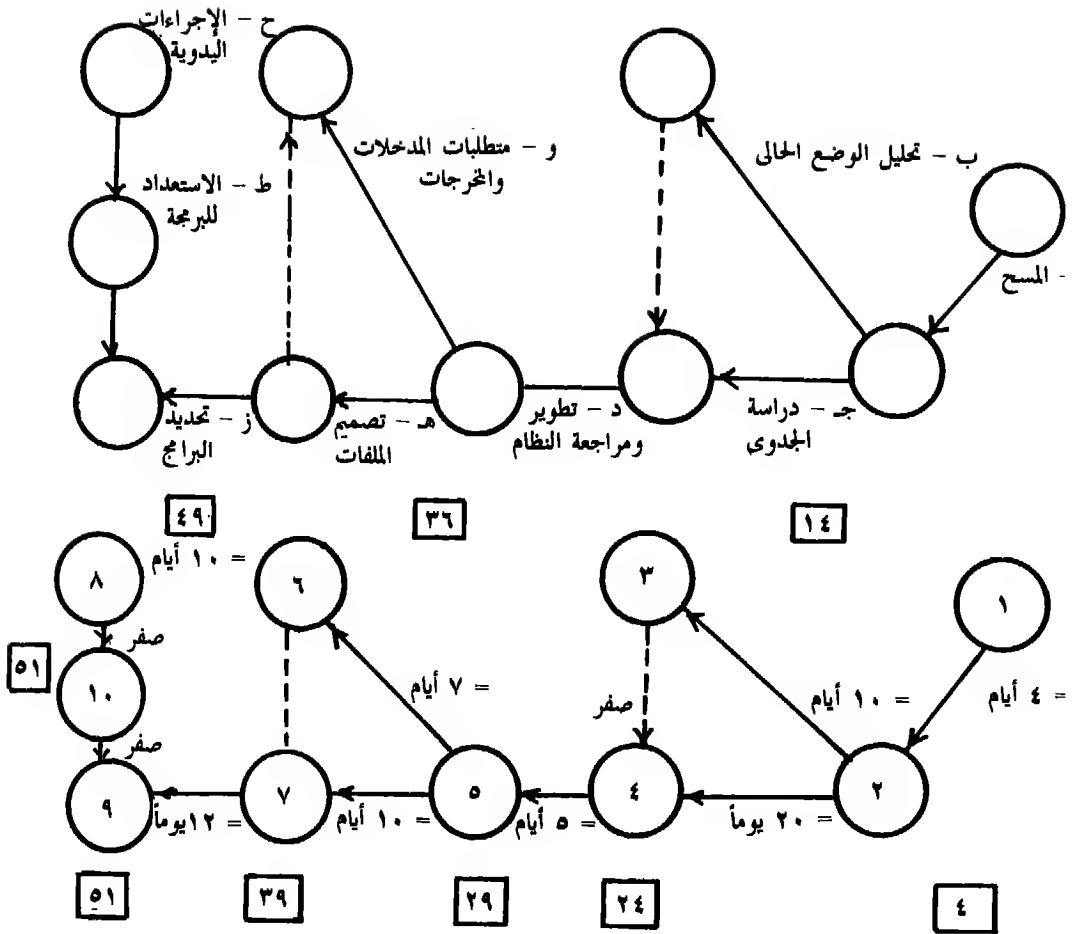 ح – الإجراءات
اليدوية
ب – تحليل الوضع الحالى
و – متطلبات المدخلات
والمخرجات
ط – الاستعداد
للبرمجة
– المسح
جـ – دراسة
الجدوى
د – تطوير
ومراجعة النظام
هـ – تصميم
الملفات
ز – تحديد
البرامج
١٤
٣٦
٤٩
١
٣
٦
= ١٠ أيام
٨
صفر
١٠
٥١
صفر
= ٤ أيام
= ١٠ أيام
صفر
= ٧ أيام
٢
٤
٥
٧
٩
= ٢٠ يوماً
= ٥ أيام
= ١٠ أيام
= ١٢ يوماً
٤
٢٤
٢٩
٣٩
٥١